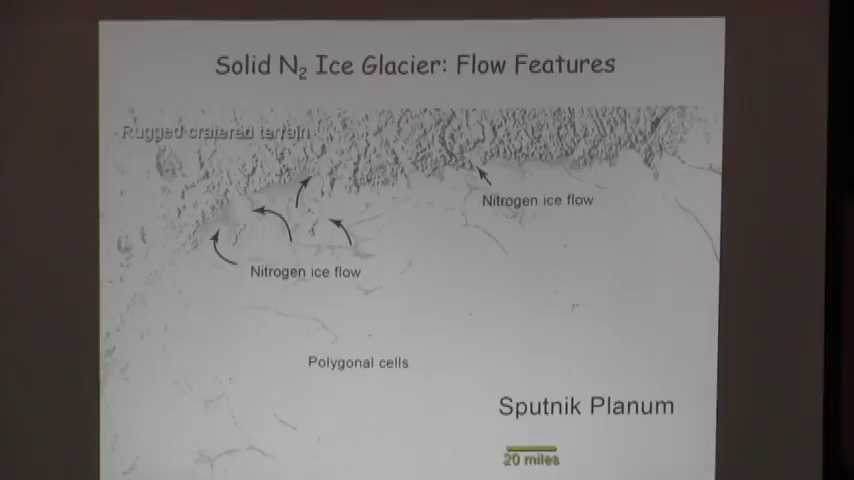 Solid N₂ Ice Glacier: Flow Features
Rugged cratered terrain
Nitrogen ice flow
Nitrogen ice flow
Polygonal cells
Sputnik Planum
20 miles